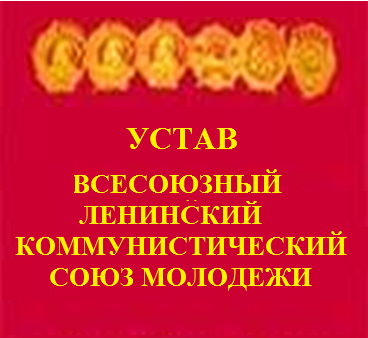 УСТАВ
ВСЕСОЮЗНЫЙ
ЛЕНИНСКИЙ
КОММУНИСТИЧЕСКИЙ
СОЮЗ МОЛОДЕЖИ